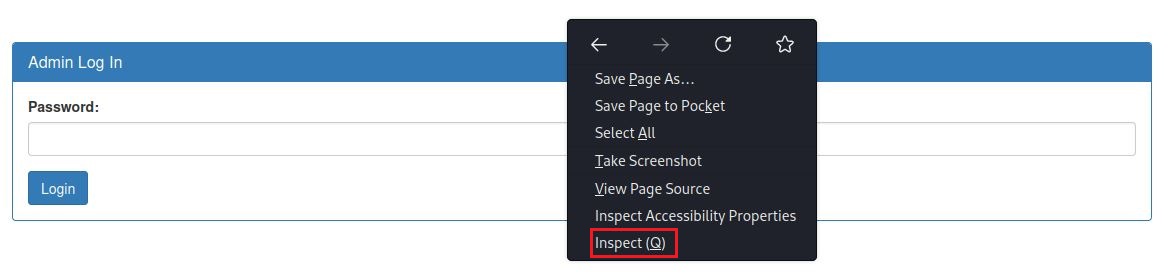 Admin Log In
Password:
Login
Save Page As...
Save Page to Pocket
Select All
Take Screenshot
View Page Source
Inspect Accessibility Properties
Inspect (Q)